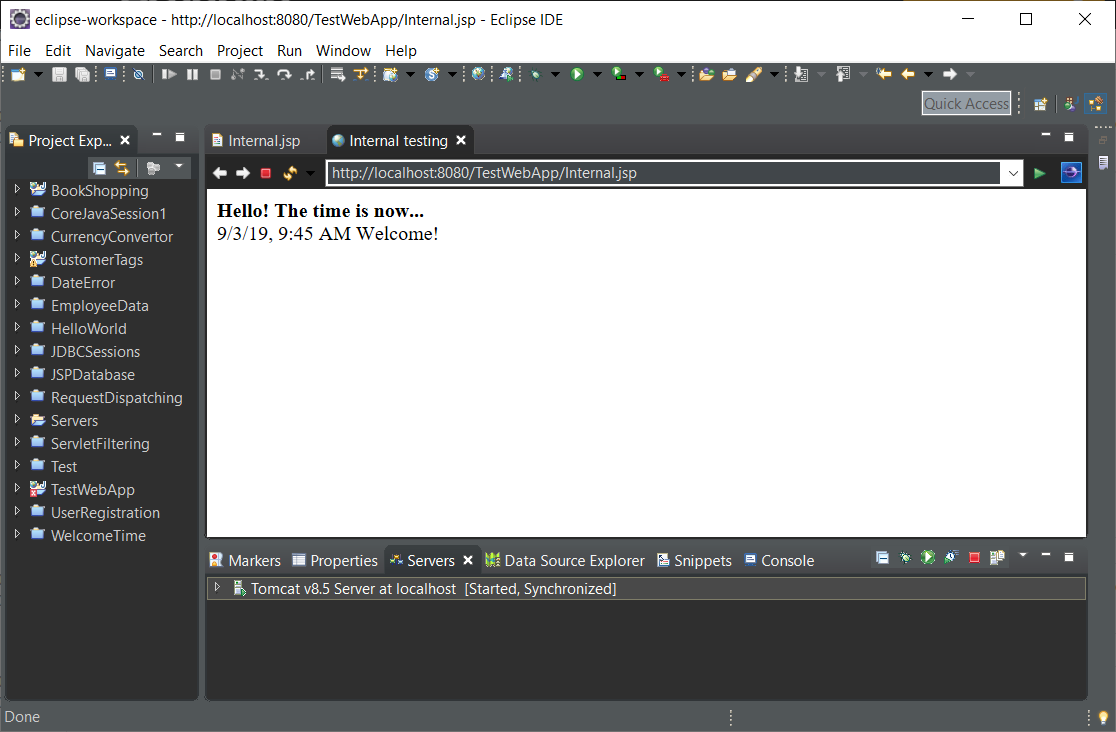 eclipse-workspace - http://localhost:8080/TestWebApp/Internal.jsp - Eclipse IDE
File Edit Navigate Search Project Run Window Help
Quick Access
Project Exp...
Internal.jsp
Internal testing
http://localhost:8080/TestWebApp/Internal.jsp
BookShopping
CoreJavaSession1
CurrencyConvertor
CustomerTags
DateError
EmployeeData
HelloWorld
JDBCSessions
JSPDatabase
RequestDispatching
Servers
ServletFiltering
Test
TestWebApp
UserRegistration
WelcomeTime
Hello! The time is now...
9/3/19, 9:45 AM Welcome!
Markers Properties Servers Data Source Explorer Snippets Console
Tomcat v8.5 Server at localhost [Started, Synchronized]
Done